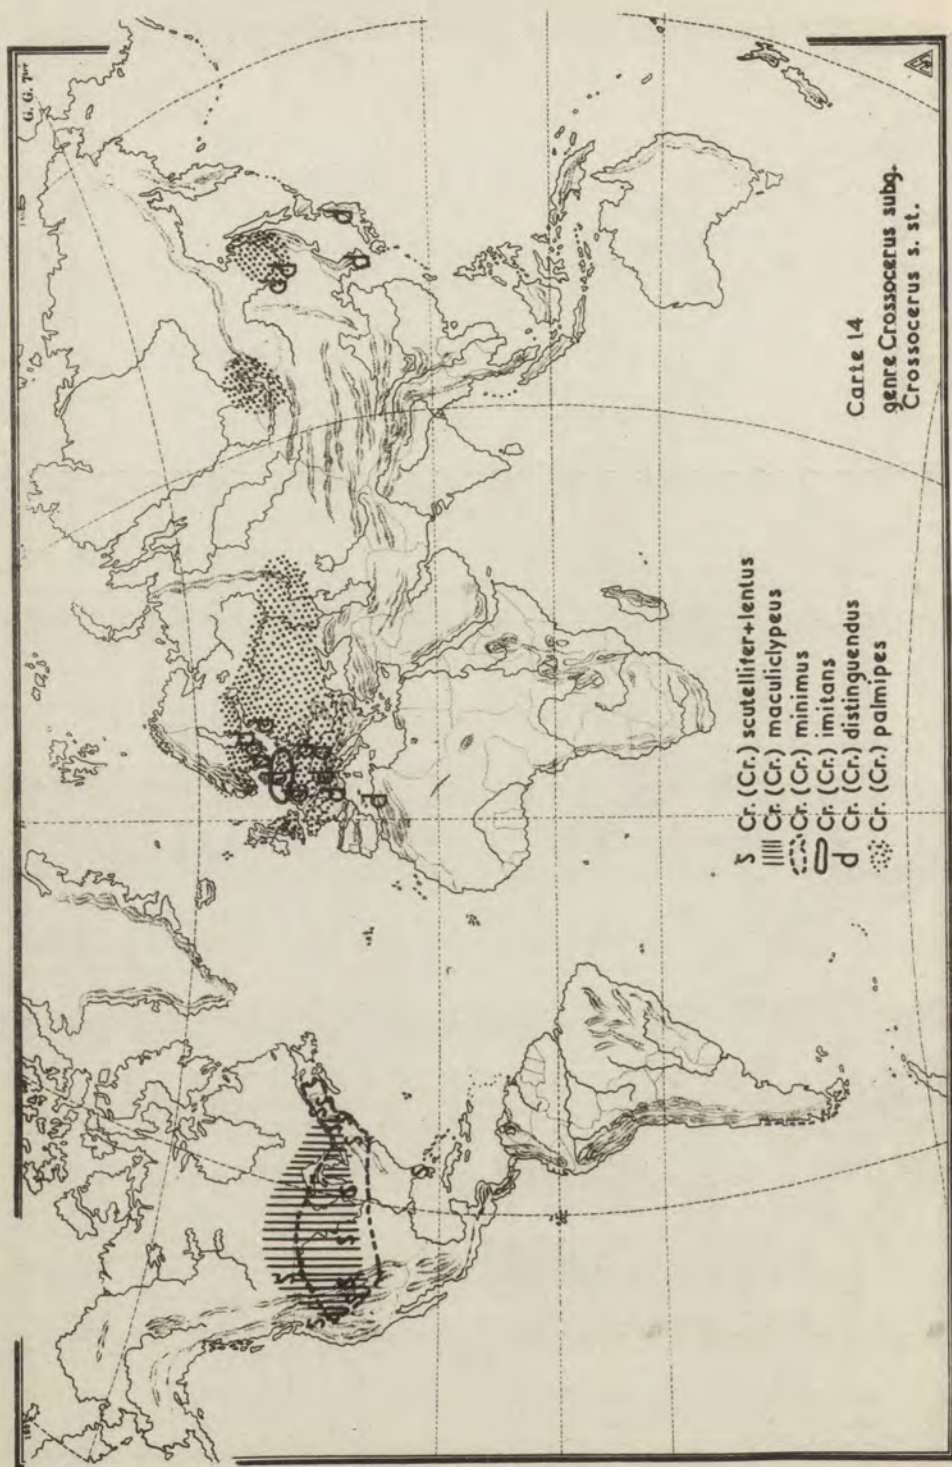 G. G. 7bre
Carte 14
genre Crossocerus subg.
Crossocerus s. st.
S Cr. (Cr.) scutellifer+lentus
Cr. (Cr.) maculiclypeus
Cr. (Cr.) minimus
Cr. (Cr.) imitans
d Cr. (Cr.) distinguendus
Cr. (Cr.) palmipes